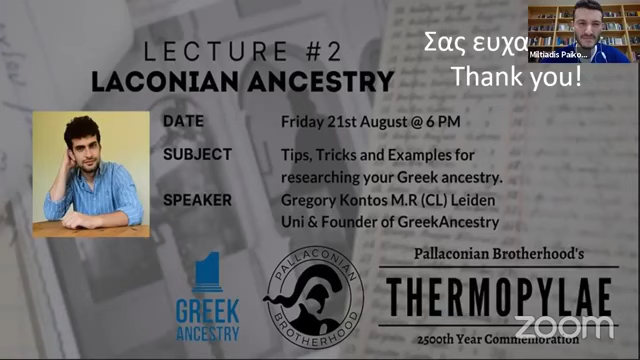 LECTURE #2
LACONIAN ANCESTRY
Σας ευχα
Thank you!
Miltiadis Paiko...
DATE Friday 21st August @ 6 PM
SUBJECT Tips, Tricks and Examples for
researching your Greek ancestry.
SPEAKER Gregory Kontos M.R (CL) Leiden
Uni & Founder of GreekAncestry
GREEK
ANCESTRY
PALLACONIAN
BROTHERHOOD
Pallaconian Brotherhood's
THERMOPYLAE
2500th Year Commemoration
zoom